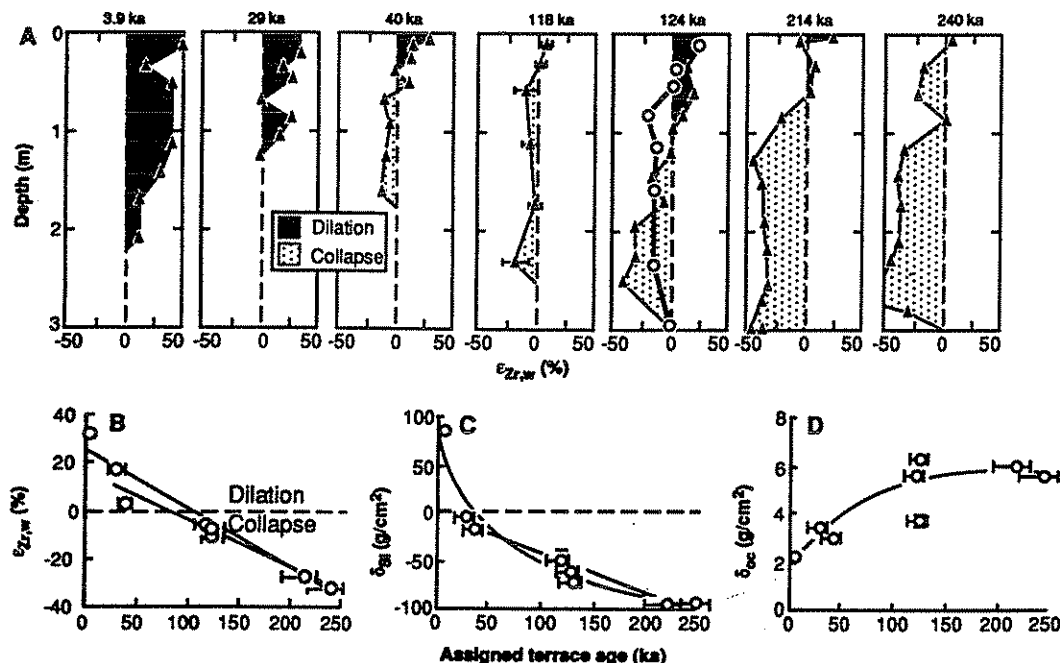 A
3.9 ka 29 ka 40 ka 118 ka 124 ka 214 ka 240 ka
0
1
2
3
Depth (m)
Dilation
Collapse
-50 0 50 0 50 0 50 -50 0 50 0 50 -50 0 50 -50 0 50
εZr,w (%)
B
40
20
0
-20
-40
εZr,w (%)
Dilation
Collapse
0 50 100 150 200 250
C
100
50
0
-50
-100
δSi (g/cm2)
0 50 100 150 200 250
D
8
6
4
2
0
δoc (g/cm2)
0 50 100 150 200 250
Assigned terrace age (ka)